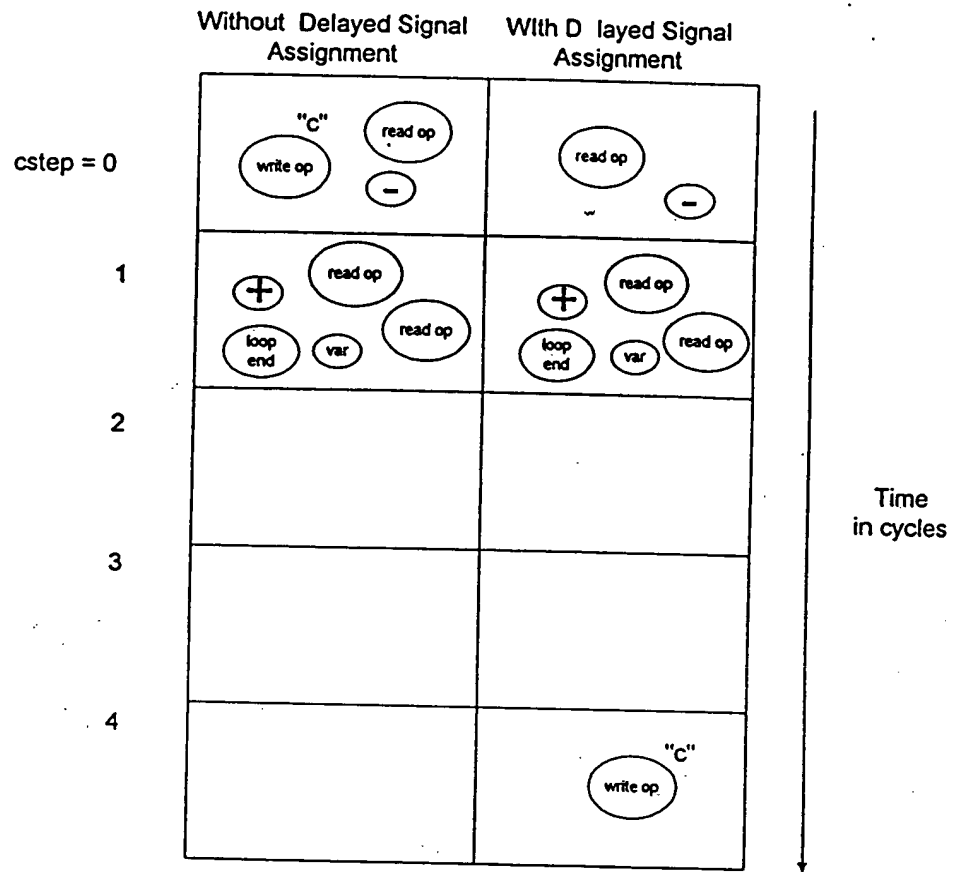 Without Delayed Signal
Assignment
WIth D layed Signal
Assignment
cstep = 0
"C"
write op
read op
−
read op
−
1
+
read op
read op
loop
end
var
+
read op
read op
loop
end
var
2
3
4
"C"
write op
Time
in cycles